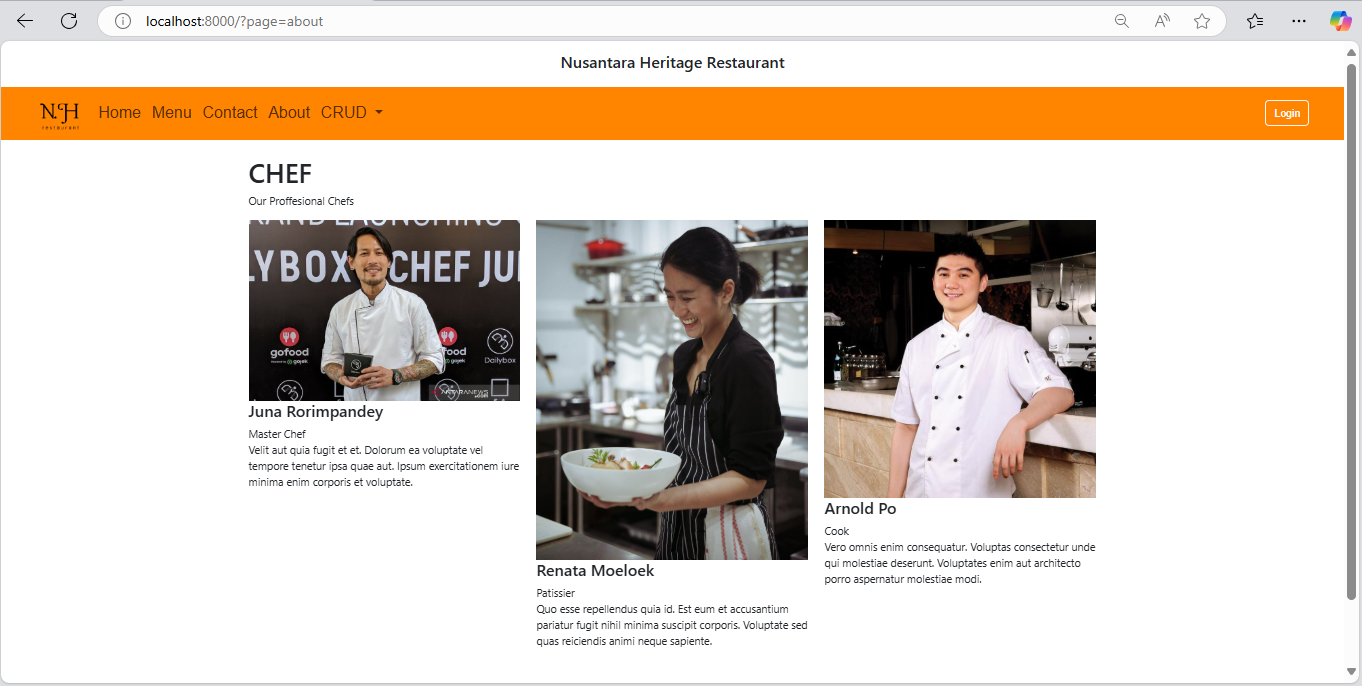 localhost:8000/?page=about
Nusantara Heritage Restaurant
NH
restaurant
Home Menu Contact About CRUD
Login
CHEF
Our Proffesional Chefs
RAND LAUNCHING
LYBOX CHEF JU
gofood
food
gojek
Dailybox
ANTARANEWS
Juna Rorimpandey
Master Chef
Velit aut quia fugit et et. Dolorum ea voluptate vel
tempore tenetur ipsa quae aut. Ipsum exercitationem iure
minima enim corporis et voluptate.
Renata Moeloek
Patissier
Quo esse repellendus quia id. Est eum et accusantium
pariatur fugit nihil minima suscipit corporis. Voluptate sed
quas reiciendis animi neque sapiente.
Arnold Po
Cook
Vero omnis enim consequatur. Voluptas consectetur unde
qui molestiae deserunt. Voluptates enim aut architecto
porro aspernatur molestiae modi.